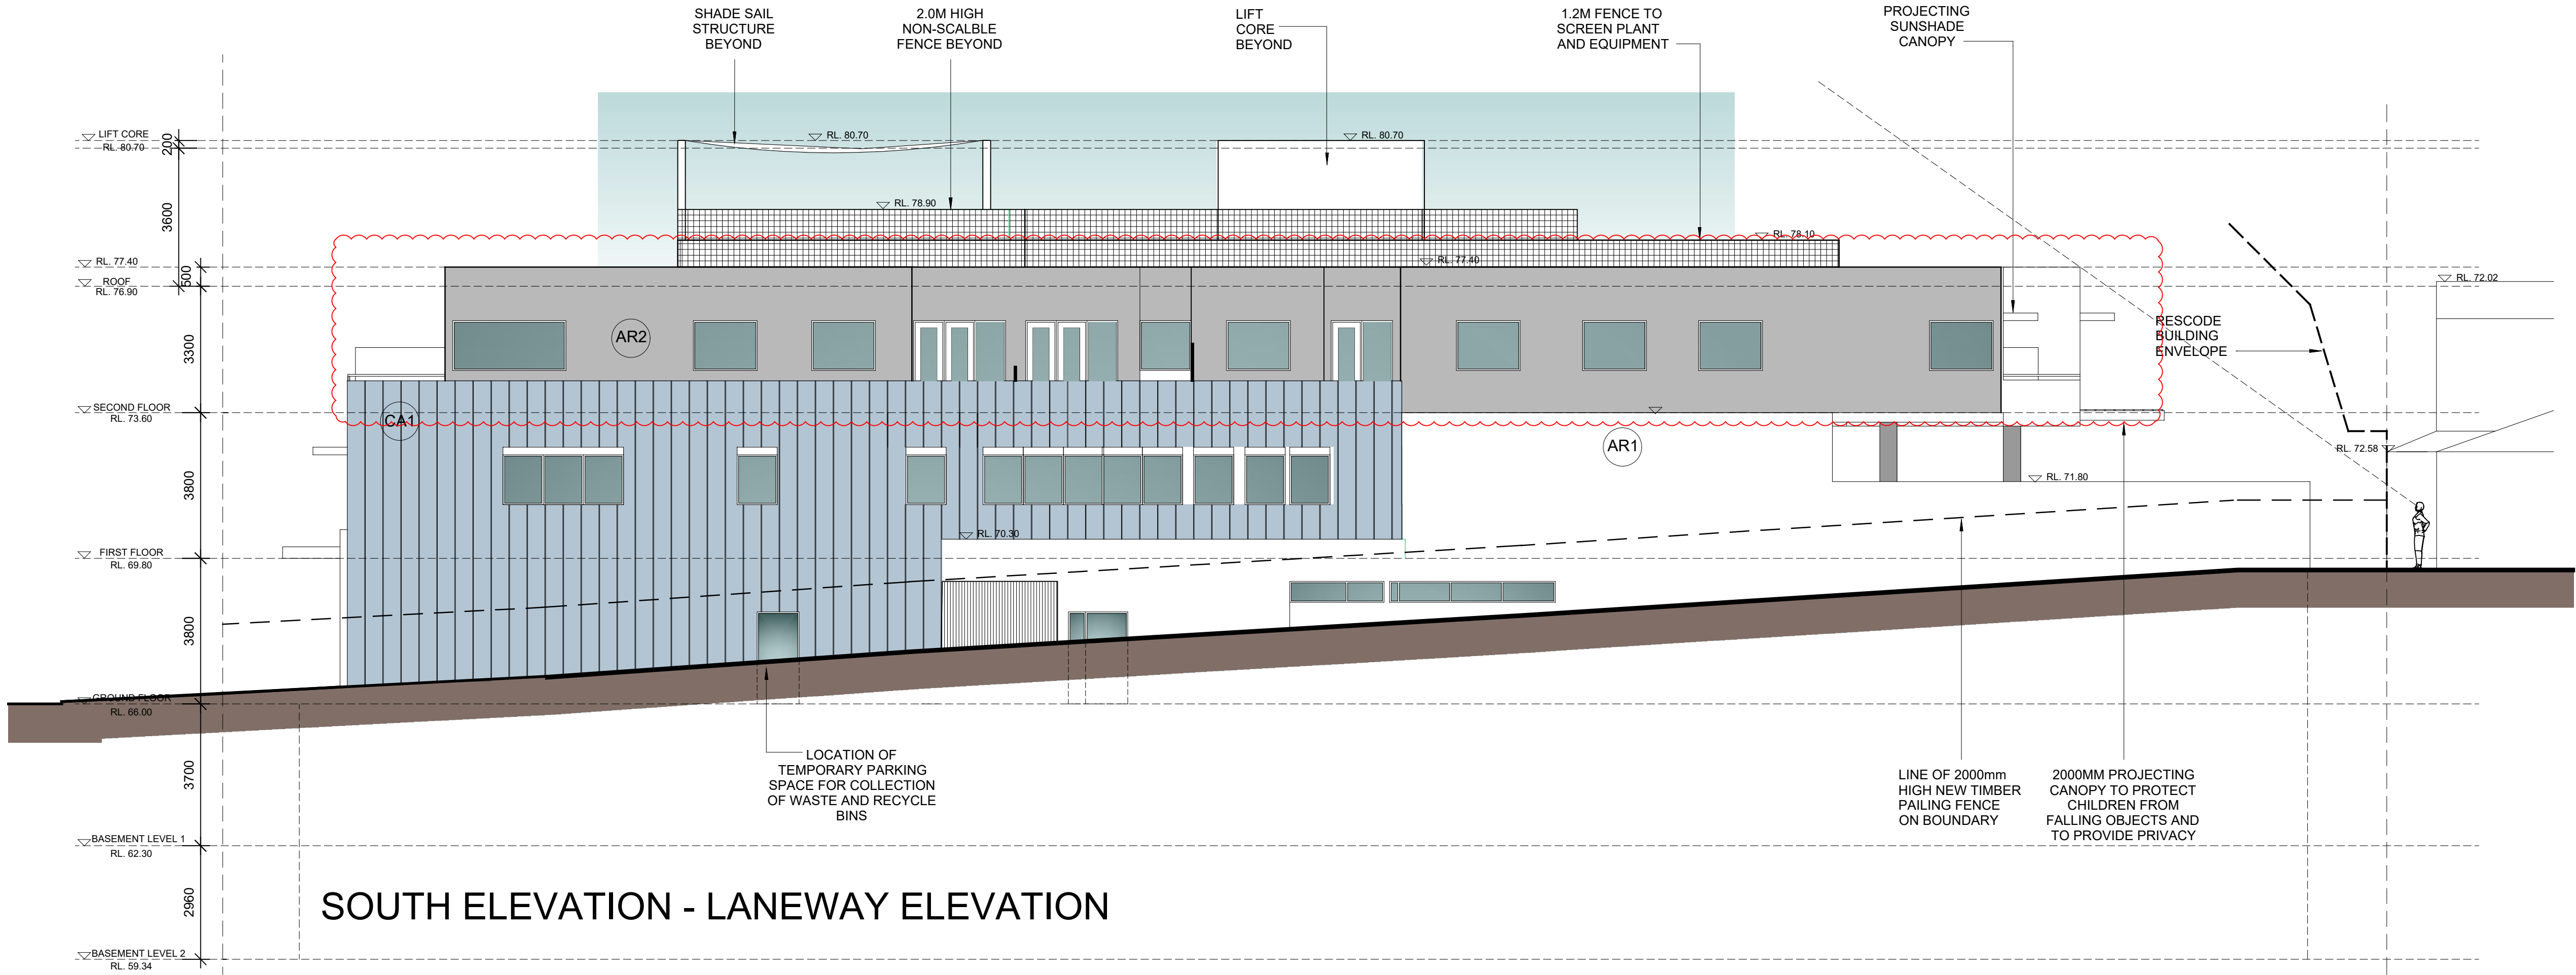 SHADE SAIL
STRUCTURE
BEYOND
2.0M HIGH
NON-SCALBLE
FENCE BEYOND
LIFT
CORE
BEYOND
1.2M FENCE TO
SCREEN PLANT
AND EQUIPMENT
PROJECTING
SUNSHADE
CANOPY
LIFT CORE
RL. 80.70
200
RL. 80.70
RL. 80.70
3600
RL. 78.90
RL. 78.10
RL. 77.40
RL. 77.40
500
ROOF
RL. 76.90
RL. 72.02
3300
AR2
RESCODE
BUILDING
ENVELOPE
SECOND FLOOR
RL. 73.60
CA1
AR1
RL. 72.58
3800
RL. 71.80
RL. 70.30
FIRST FLOOR
RL. 69.80
3800
GROUND FLOOR
RL. 66.00
LOCATION OF
TEMPORARY PARKING
SPACE FOR COLLECTION
OF WASTE AND RECYCLE
BINS
LINE OF 2000mm
HIGH NEW TIMBER
PAILING FENCE
ON BOUNDARY
2000MM PROJECTING
CANOPY TO PROTECT
CHILDREN FROM
FALLING OBJECTS AND
TO PROVIDE PRIVACY
3700
BASEMENT LEVEL 1
RL. 62.30
2960
SOUTH ELEVATION - LANEWAY ELEVATION
BASEMENT LEVEL 2
RL. 59.34